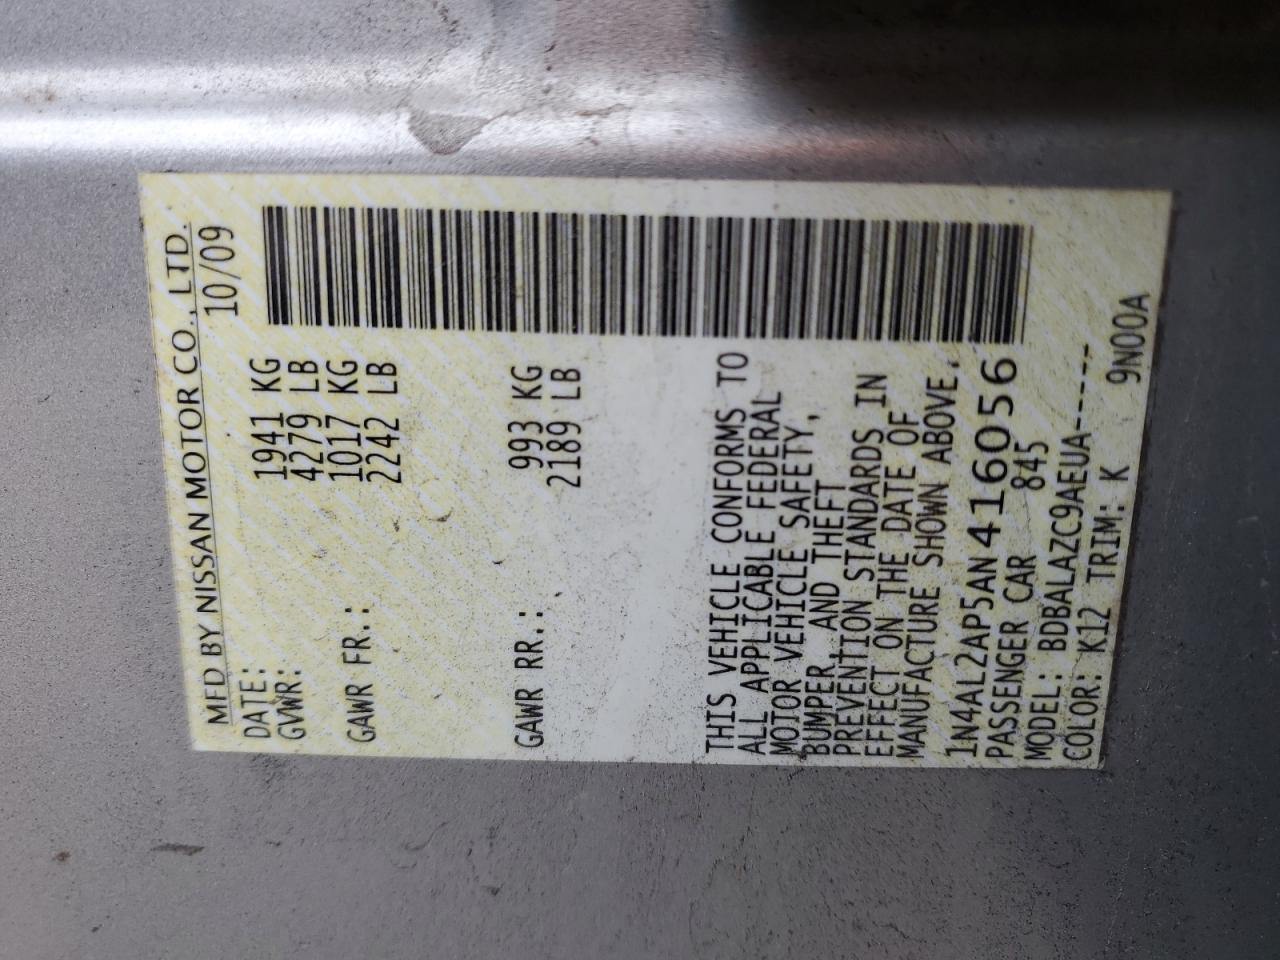 MFD BY NISSAN MOTOR CO., LTD.
DATE: 10/09
GVWR: 1941 KG
4279 LB
GAWR FR.: 1017 KG
2242 LB
GAWR RR.: 993 KG
2189 LB
THIS VEHICLE CONFORMS TO
ALL APPLICABLE FEDERAL
MOTOR VEHICLE SAFETY,
BUMPER, AND THEFT
PREVENTION STANDARDS IN
EFFECT ON THE DATE OF
MANUFACTURE SHOWN ABOVE.
1N4AL2AP5AN416056
PASSENGER CAR 845
MODEL: BDBALAZC9AEUA-----
COLOR: K12 TRIM: K 9N00A